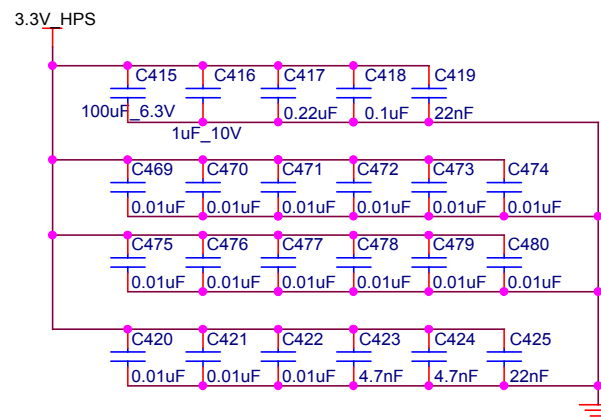 3.3V_HPS
C415 C416 C417 C418 C419
100uF_6.3V 0.22uF 0.1uF 22nF
1uF_10V
C469 C470 C471 C472 C473 C474
0.01uF 0.01uF 0.01uF 0.01uF 0.01uF 0.01uF
C475 C476 C477 C478 C479 C480
0.01uF 0.01uF 0.01uF 0.01uF 0.01uF 0.01uF
C420 C421 C422 C423 C424 C425
0.01uF 0.01uF 0.01uF 4.7nF 4.7nF 22nF